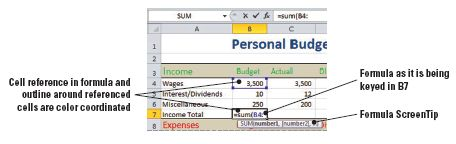 SUM =sum(B4:
A B C
1 Personal Budge
2
3 Income Budget Actuall
4 Wages 3,500 3,500
5 Interest/Dividends 10 12
6 Miscellaneous 250 200
7 Income Total =sum(B4:
8 Expenses SUM(number1, [number2],
Cell reference in formula and
outline around referenced
cells are color coordinated
Formula as it is being
keyed in B7
Formula ScreenTip